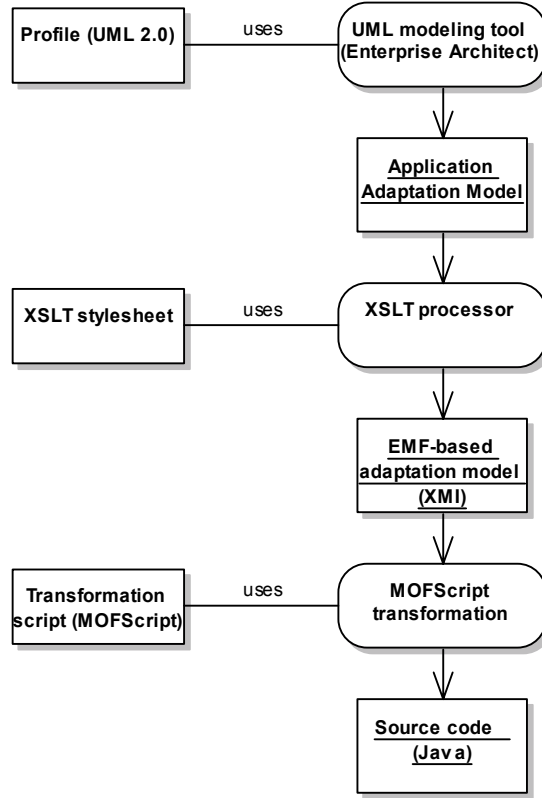 Profile (UML 2.0)
uses
UML modeling tool
(Enterprise Architect)
Application
Adaptation Model
XSLT stylesheet
uses
XSLT processor
EMF-based
adaptation model
(XMI)
Transformation
script (MOFScript)
uses
MOFScript
transformation
Source code
(Java)